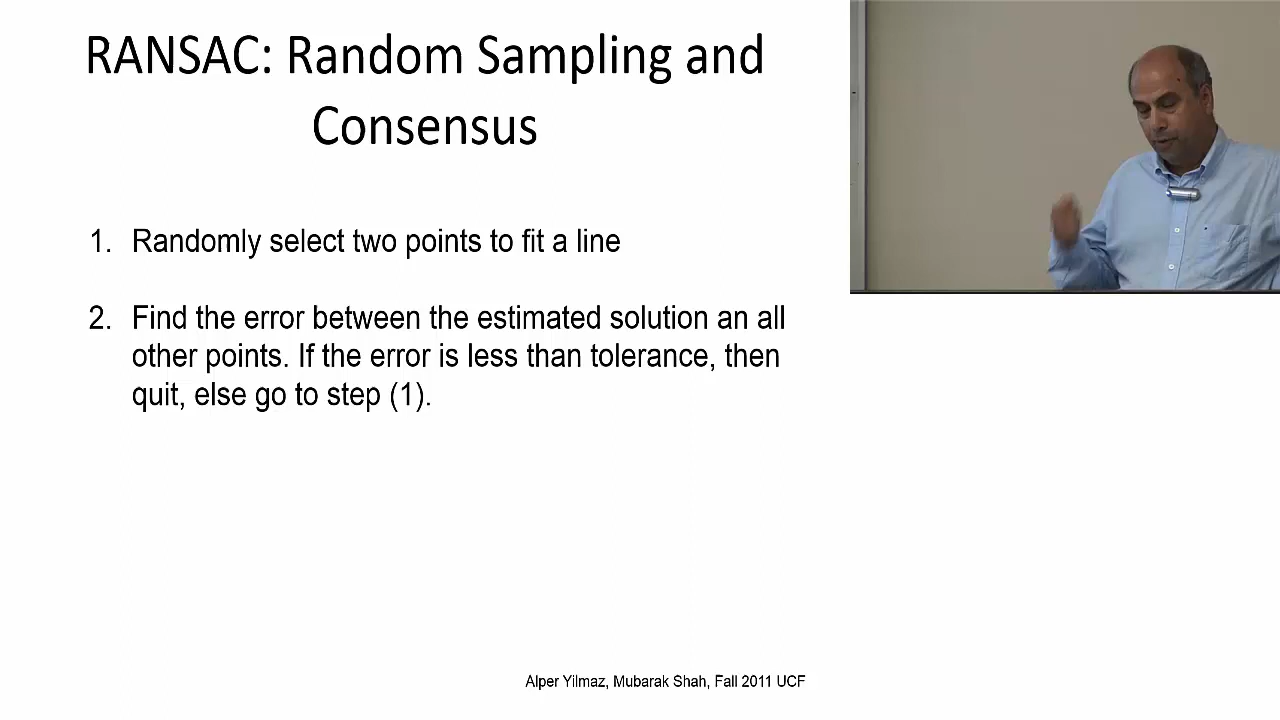 RANSAC: Random Sampling and
Consensus
1. Randomly select two points to fit a line
2. Find the error between the estimated solution an all
other points. If the error is less than tolerance, then
quit, else go to step (1).
Alper Yilmaz, Mubarak Shah, Fall 2011 UCF